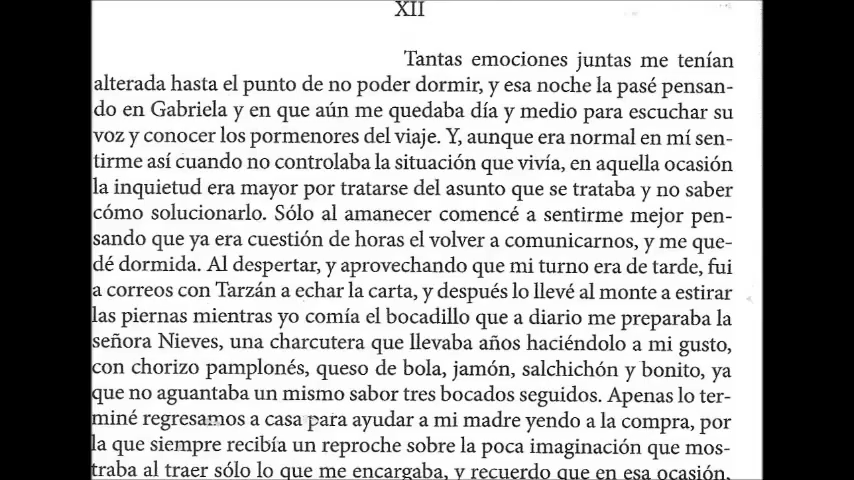 XII
Tantas emociones juntas me tenían
alterada hasta el punto de no poder dormir, y esa noche la pasé pensan-
do en Gabriela y en que aún me quedaba día y medio para escuchar su
voz y conocer los pormenores del viaje. Y, aunque era normal en mí sen-
tirme así cuando no controlaba la situación que vivía, en aquella ocasión
la inquietud era mayor por tratarse del asunto que se trataba y no saber
cómo solucionarlo. Sólo al amanecer comencé a sentirme mejor pen-
sando que ya era cuestión de horas el volver a comunicarnos, y me que-
dé dormida. Al despertar, y aprovechando que mi turno era de tarde, fui
a correos con Tarzán a echar la carta, y después lo llevé al monte a estirar
las piernas mientras yo comía el bocadillo que a diario me preparaba la
señora Nieves, una charcutera que llevaba años haciéndolo a mi gusto,
con chorizo pamplonés, queso de bola, jamón, salchichón y bonito, ya
que no aguantaba un mismo sabor tres bocados seguidos. Apenas lo ter-
miné regresamos a casa para ayudar a mi madre yendo a la compra, por
la que siempre recibía un reproche sobre la poca imaginación que mos-
traba al traer sólo lo que me encargaba, y recuerdo que en esa ocasión,